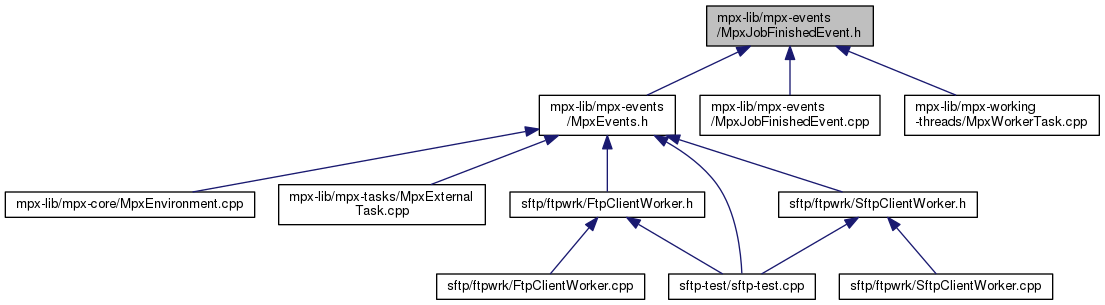 mpx-lib/mpx-events
/MpxJobFinishedEvent.h
mpx-lib/mpx-events
/MpxEvents.h
mpx-lib/mpx-events
/MpxJobFinishedEvent.cpp
mpx-lib/mpx-working
-threads/MpxWorkerTask.cpp
mpx-lib/mpx-core/MpxEnvironment.cpp
mpx-lib/mpx-tasks/MpxExternal
Task.cpp
sftp/ftpwrk/FtpClientWorker.h
sftp/ftpwrk/SftpClientWorker.h
sftp/ftpwrk/FtpClientWorker.cpp
sftp-test/sftp-test.cpp
sftp/ftpwrk/SftpClientWorker.cpp